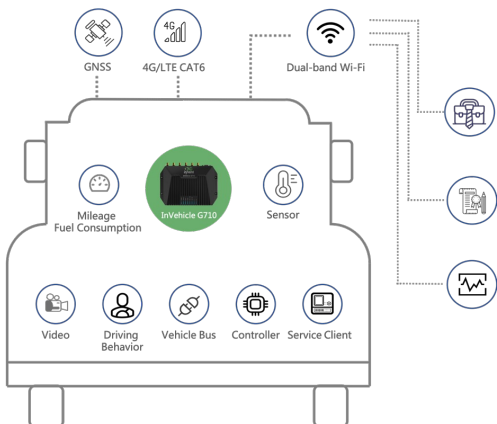 4G
GNSS
4G/LTE CAT6
Dual-band Wi-Fi
InVehicle G710
Mileage
Fuel Consumption
Sensor
Video
Driving
Behavior
Vehicle Bus
Controller
Service Client